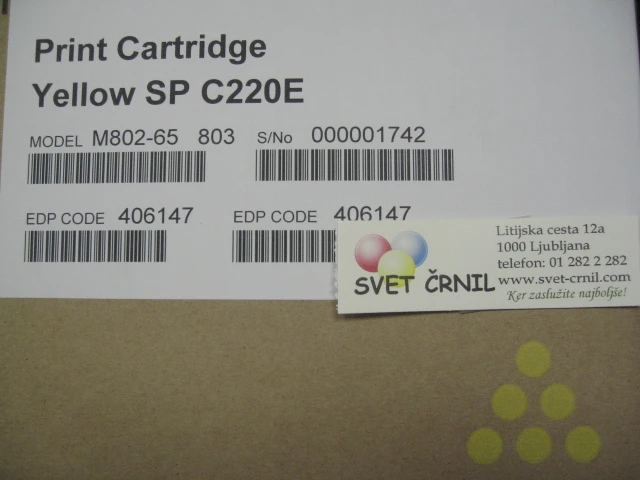 Print Cartridge
Yellow SP C220E
MODEL M802-65 803 S/No 000001742
EDP CODE 406147 EDP CODE 406147
SVET ČRNIL
Litijska cesta 12a
1000 Ljubljana
telefon: 01 282 2 282
www.svet-crnil.com
Ker zaslužite najboljše!